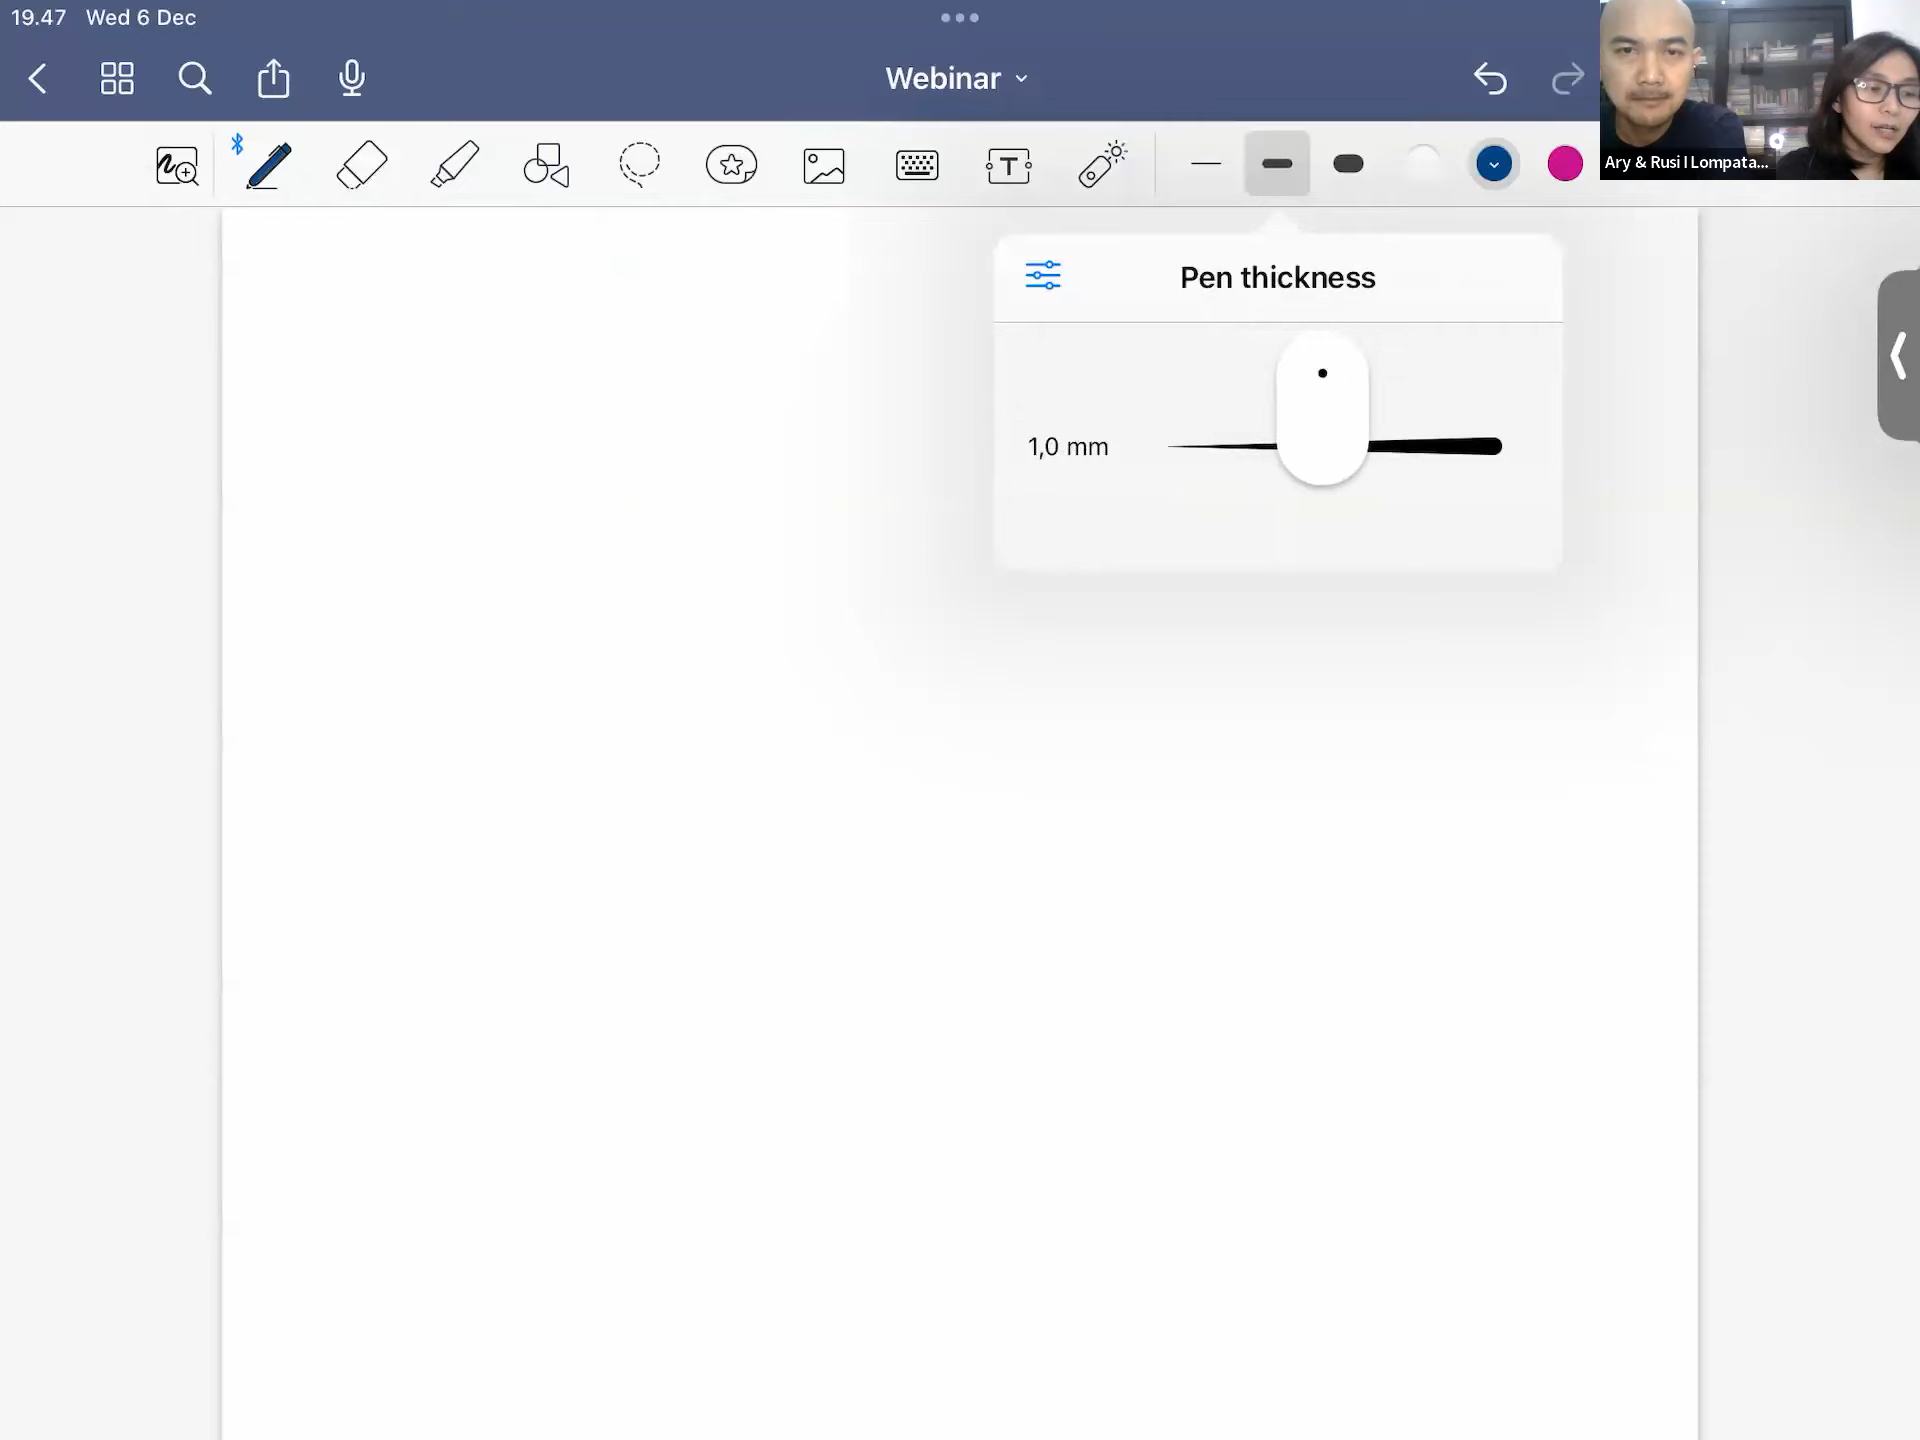 19.47 Wed 6 Dec
Webinar
T
Ary & Rusi I Lompata...
Pen thickness
1,0 mm